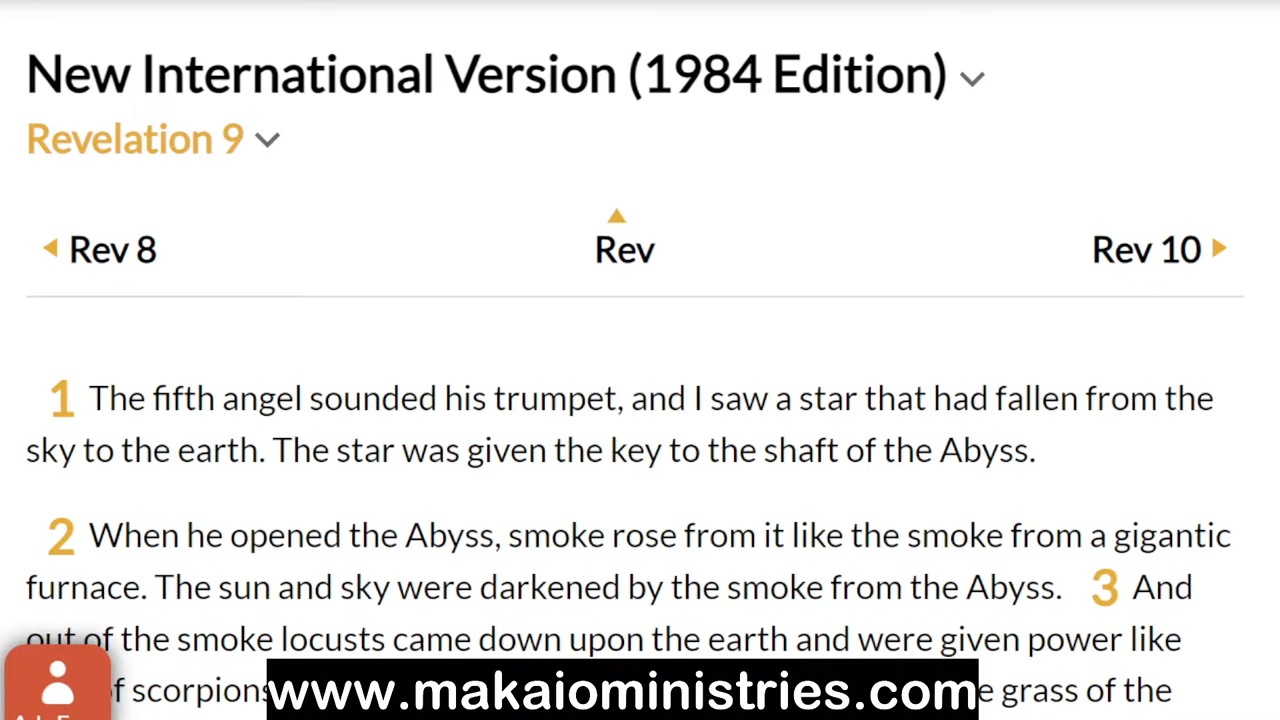 New International Version (1984 Edition)
Revelation 9
Rev 8 Rev Rev 10
1 The fifth angel sounded his trumpet, and I saw a star that had fallen from the
sky to the earth. The star was given the key to the shaft of the Abyss.
2 When he opened the Abyss, smoke rose from it like the smoke from a gigantic
furnace. The sun and sky were darkened by the smoke from the Abyss. 3 And
out of the smoke locusts came down upon the earth and were given power like
of scorpions grass of the
www.makaioministries.com